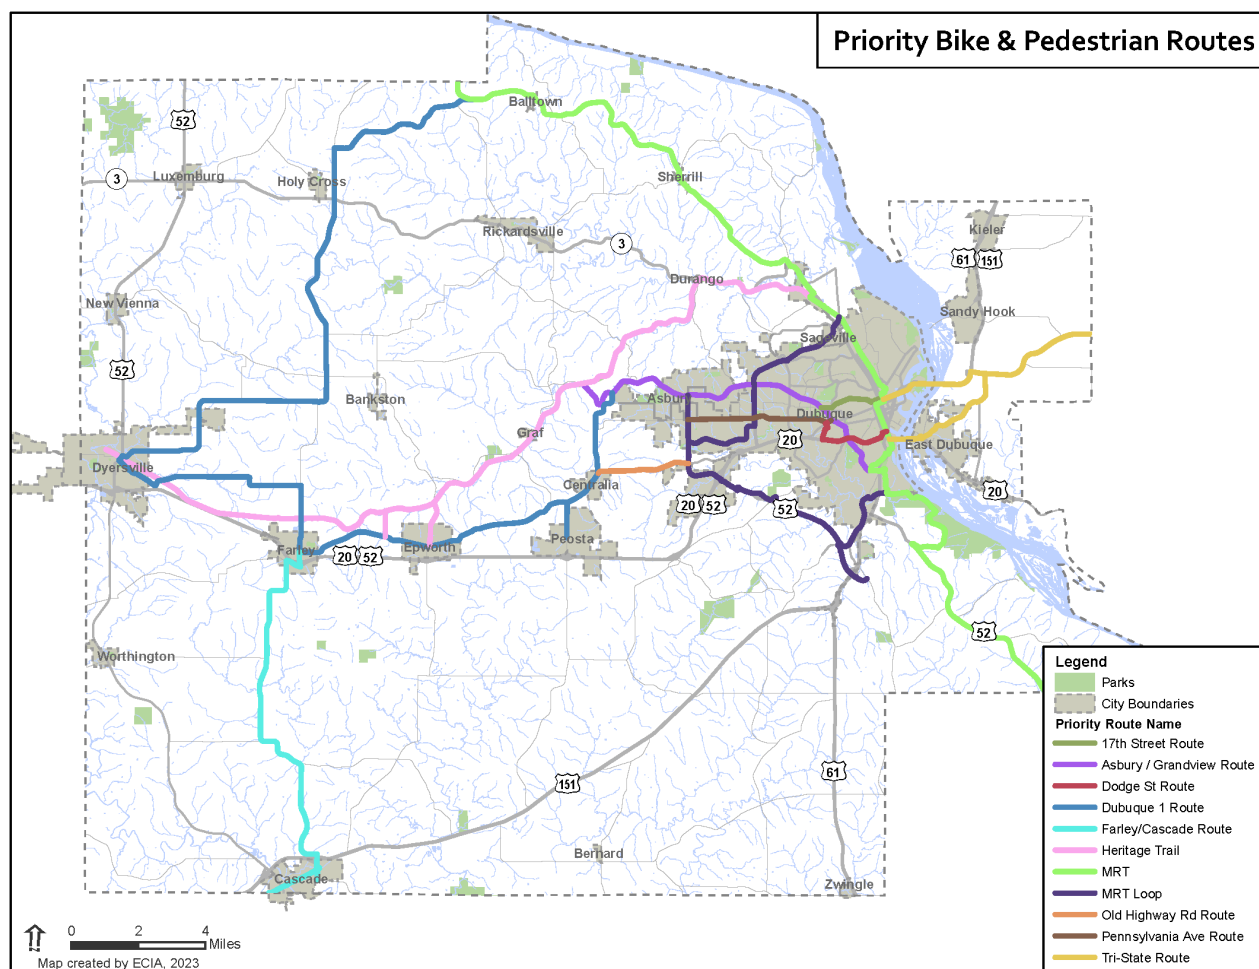 Priority Bike & Pedestrian Routes
Balltown
52
3
Luxemburg
Holy Cross
Sherrill
Rickardsville
3
Kieler
61
151
Durango
New Vienna
Sandy Hook
Sageville
52
Bankston
Asbury
Dubuque
Graf
20
East Dubuque
Dyersville
Centralia
20
20
52
52
Farley
20
52
Epworth
Peosta
52
Worthington
151
61
Bernard
Cascade
Zwingle
Legend
Parks
City Boundaries
Priority Route Name
17th Street Route
Asbury / Grandview Route
Dodge St Route
Dubuque 1 Route
Farley/Cascade Route
Heritage Trail
MRT
MRT Loop
Old Highway Rd Route
Pennsylvania Ave Route
Tri-State Route
0 2 4
Miles
Map created by ECIA, 2023